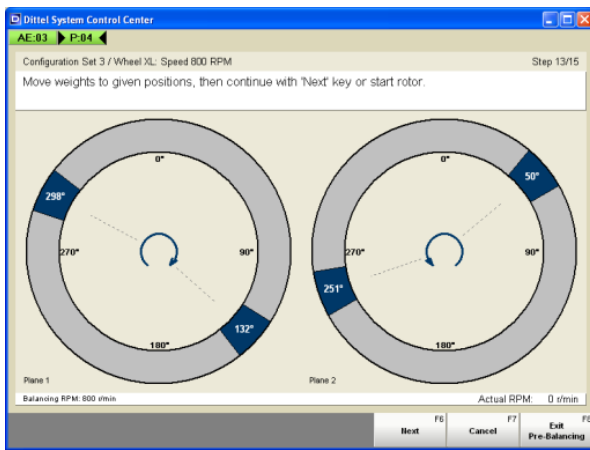 Dittel System Control Center
AE:03 P:04
Configuration Set 3 / Wheel XL: Speed 800 RPM Step 13/15
Move weights to given positions, then continue with 'Next' key or start rotor.
0° 0°
298° 50°
270° 90° 270° 90°
251°
132°
180° 180°
Plane 1 Plane 2
Balancing RPM: 800 r/min Actual RPM: 0 r/min
F6 F7 F8
Next Cancel Exit
Pre-Balancing